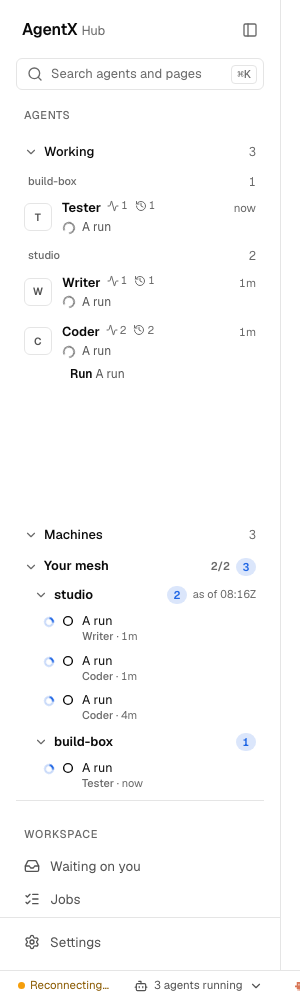 AgentX Hub
Search agents and pages ⌘K
AGENTS
Working 3
build-box 1
T Tester 1 1 now
A run
studio 2
W Writer 1 1 1m
A run
C Coder 2 2 1m
A run
Run A run
Machines 3
Your mesh 2/2 3
studio 2 as of 08:16Z
A run
Writer · 1m
A run
Coder · 1m
A run
Coder · 4m
build-box 1
A run
Tester · now
WORKSPACE
Waiting on you
Jobs
Settings
Reconnecting… 3 agents running